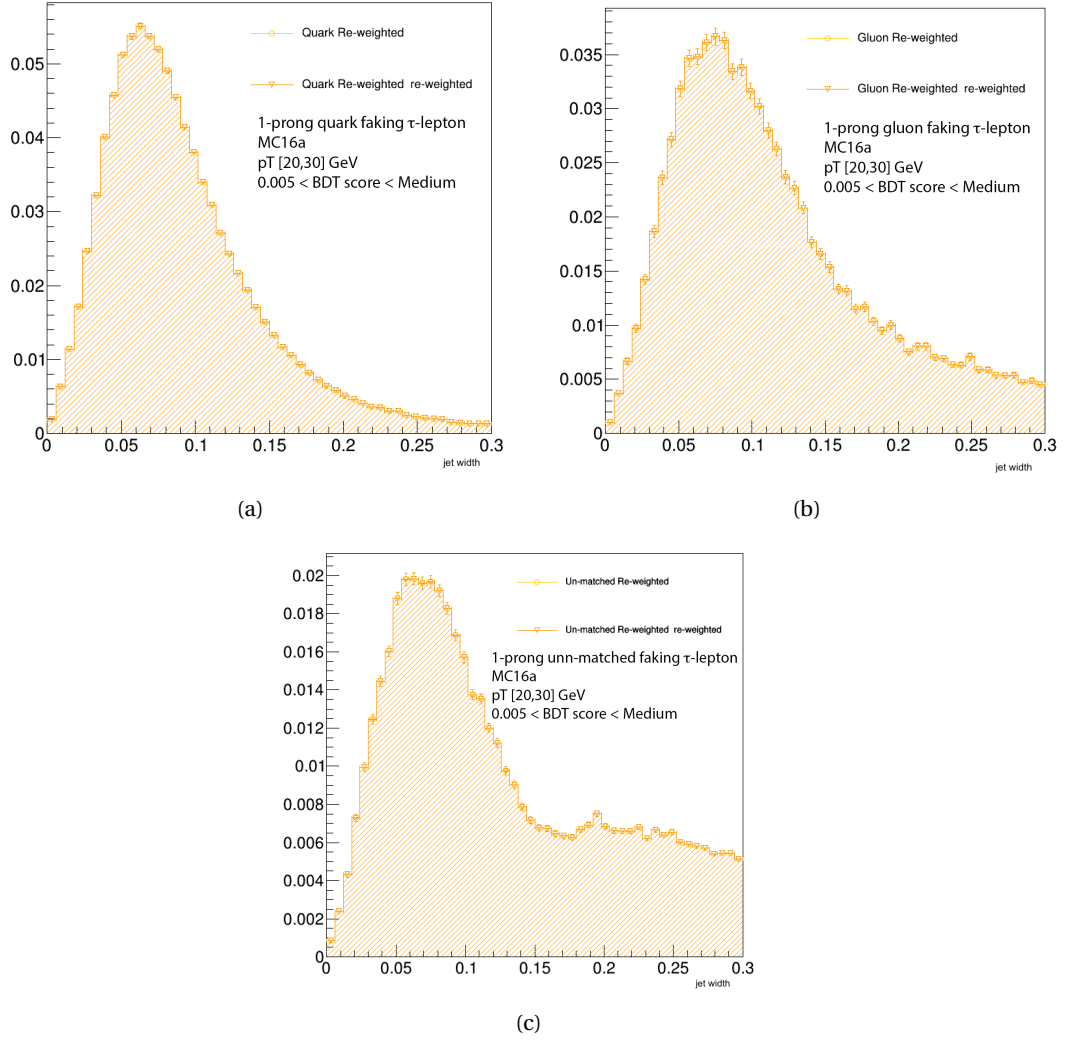 Quark Re-weighted
0.05
Quark Re-weighted re-weighted
1-prong quark faking τ-lepton
MC16a
0.04
pT [20,30] GeV
0.005 < BDT score < Medium
0.03
0.02
0.01
0
0 0.05 0.1 0.15 0.2 0.25 0.3
jet width
(a)
Gluon Re-weighted
0.035
Gluon Re-weighted re-weighted
0.03
1-prong gluon faking τ-lepton
MC16a
pT [20,30] GeV
0.025
0.005 < BDT score < Medium
0.02
0.015
0.01
0.005
0
0 0.05 0.1 0.15 0.2 0.25 0.3
jet width
(b)
0.02
Un-matched Re-weighted
0.018
Un-matched Re-weighted re-weighted
0.016
1-prong unn-matched faking τ-lepton
MC16a
0.014
pT [20,30] GeV
0.005 < BDT score < Medium
0.012
0.01
0.008
0.006
0.004
0.002
0
0 0.05 0.1 0.15 0.2 0.25 0.3
jet width
(c)